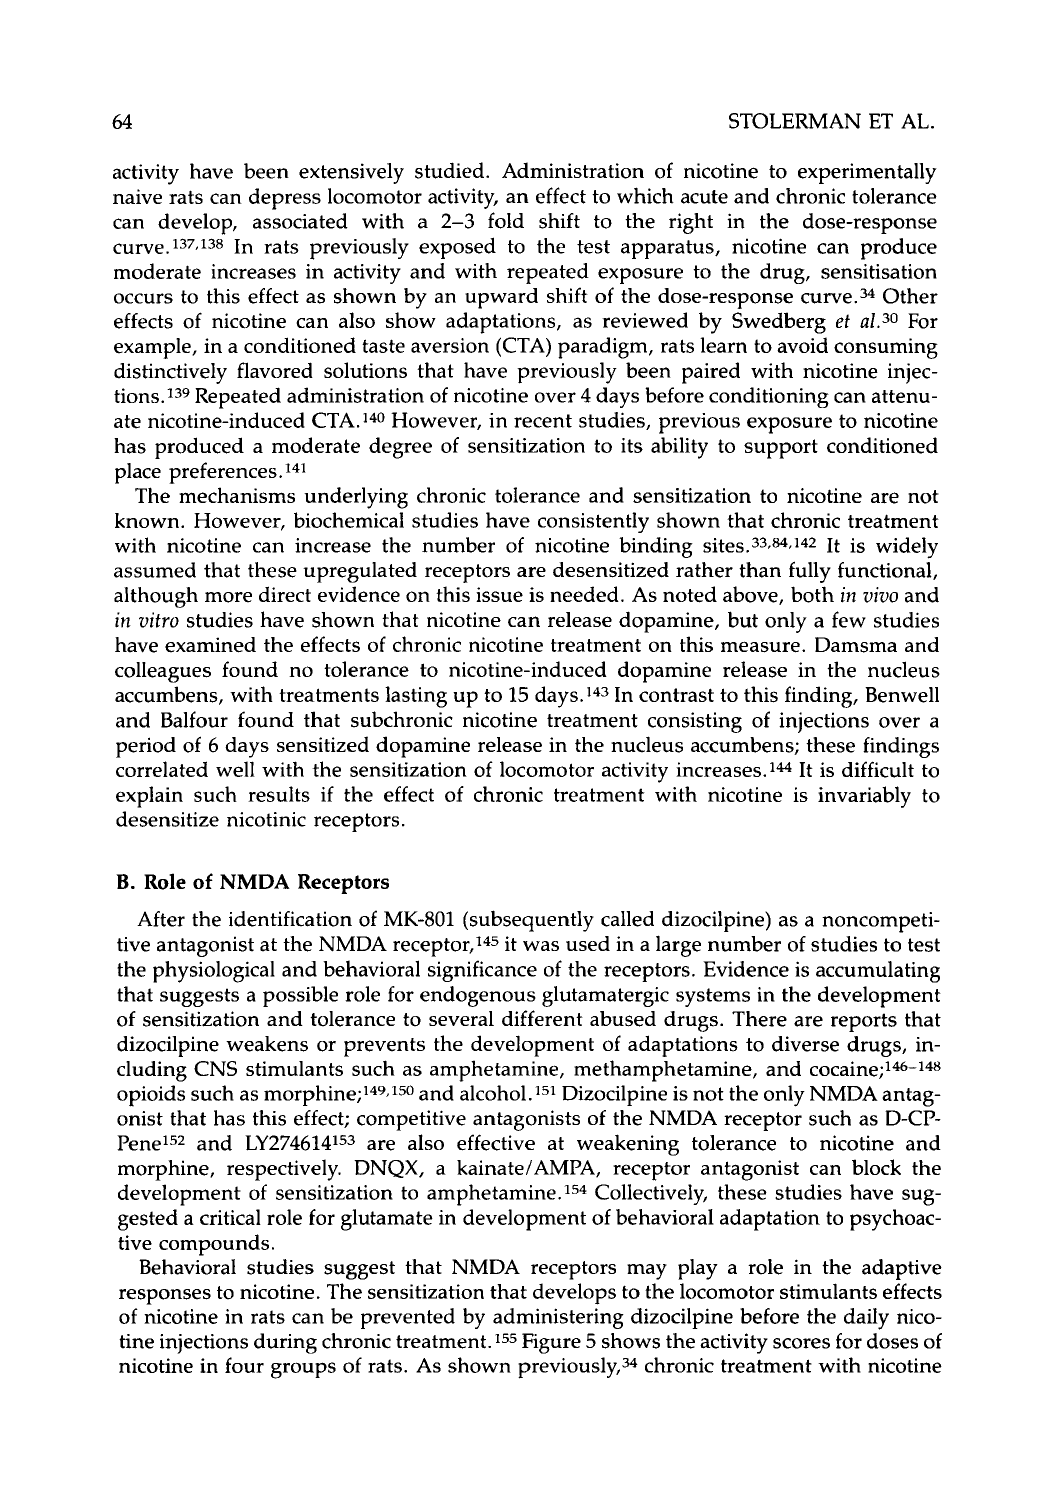 64 STOLERMAN ET AL.
activity have been extensively studied. Administration of nicotine to experimentally
naive rats can depress locomotor activity, an effect to which acute and chronic tolerance
can develop, associated with a 2–3 fold shift to the right in the dose-response
curve.137,138 In rats previously exposed to the test apparatus, nicotine can produce
moderate increases in activity and with repeated exposure to the drug, sensitisation
occurs to this effect as shown by an upward shift of the dose-response curve.34 Other
effects of nicotine can also show adaptations, as reviewed by Swedberg et al.30 For
example, in a conditioned taste aversion (CTA) paradigm, rats learn to avoid consuming
distinctively flavored solutions that have previously been paired with nicotine injec-
tions.139 Repeated administration of nicotine over 4 days before conditioning can attenu-
ate nicotine-induced CTA.140 However, in recent studies, previous exposure to nicotine
has produced a moderate degree of sensitization to its ability to support conditioned
place preferences.141
The mechanisms underlying chronic tolerance and sensitization to nicotine are not
known. However, biochemical studies have consistently shown that chronic treatment
with nicotine can increase the number of nicotine binding sites.33,84,142 It is widely
assumed that these upregulated receptors are desensitized rather than fully functional,
although more direct evidence on this issue is needed. As noted above, both in vivo and
in vitro studies have shown that nicotine can release dopamine, but only a few studies
have examined the effects of chronic nicotine treatment on this measure. Damsma and
colleagues found no tolerance to nicotine-induced dopamine release in the nucleus
accumbens, with treatments lasting up to 15 days.143 In contrast to this finding, Benwell
and Balfour found that subchronic nicotine treatment consisting of injections over a
period of 6 days sensitized dopamine release in the nucleus accumbens; these findings
correlated well with the sensitization of locomotor activity increases.144 It is difficult to
explain such results if the effect of chronic treatment with nicotine is invariably to
desensitize nicotinic receptors.
B. Role of NMDA Receptors
After the identification of MK-801 (subsequently called dizocilpine) as a noncompeti-
tive antagonist at the NMDA receptor,145 it was used in a large number of studies to test
the physiological and behavioral significance of the receptors. Evidence is accumulating
that suggests a possible role for endogenous glutamatergic systems in the development
of sensitization and tolerance to several different abused drugs. There are reports that
dizocilpine weakens or prevents the development of adaptations to diverse drugs, in-
cluding CNS stimulants such as amphetamine, methamphetamine, and cocaine;146–148
opioids such as morphine;149,150 and alcohol.151 Dizocilpine is not the only NMDA antag-
onist that has this effect; competitive antagonists of the NMDA receptor such as D-CP-
Pene152 and LY274614153 are also effective at weakening tolerance to nicotine and
morphine, respectively. DNQX, a kainate/AMPA, receptor antagonist can block the
development of sensitization to amphetamine.154 Collectively, these studies have sug-
gested a critical role for glutamate in development of behavioral adaptation to psychoac-
tive compounds.
Behavioral studies suggest that NMDA receptors may play a role in the adaptive
responses to nicotine. The sensitization that develops to the locomotor stimulants effects
of nicotine in rats can be prevented by administering dizocilpine before the daily nico-
tine injections during chronic treatment.155 Figure 5 shows the activity scores for doses of
nicotine in four groups of rats. As shown previously,34 chronic treatment with nicotine